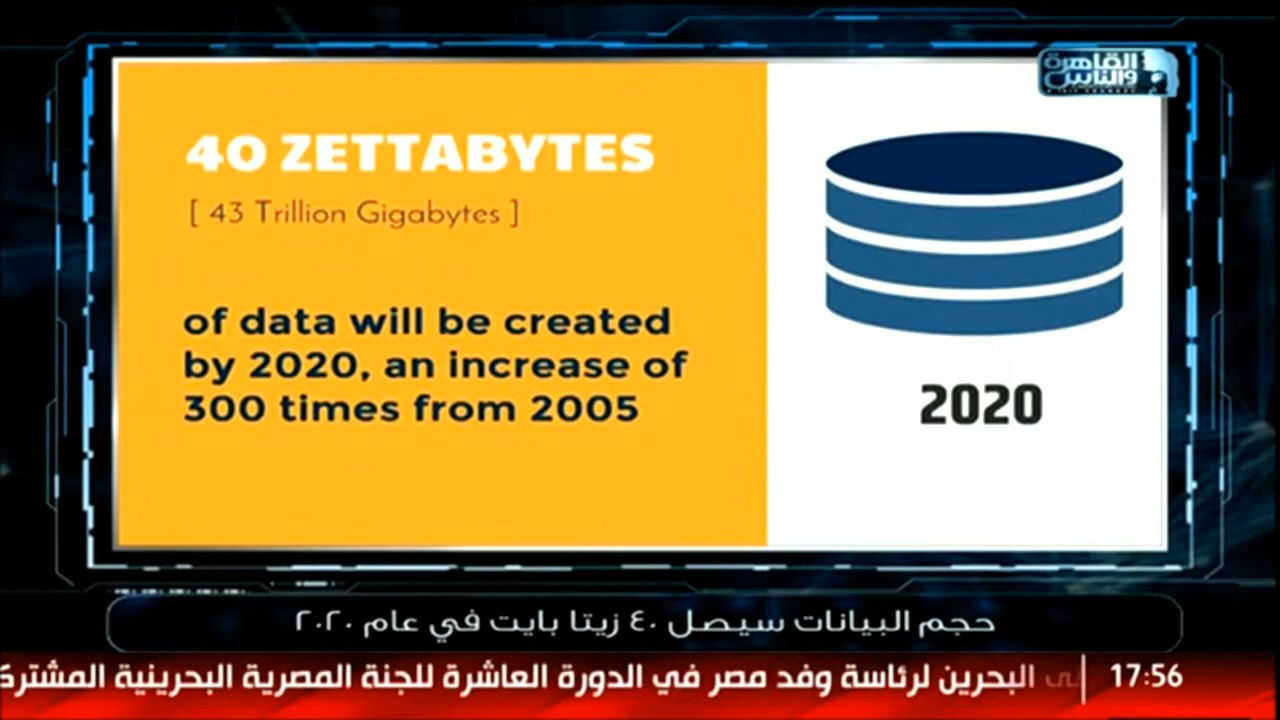 القاهرة
والناس
40 ZETTABYTES
[ 43 Trillion Gigabytes ]
of data will be created
by 2020, an increase of
300 times from 2005
2020
حجم البيانات سيصل ٤٠ زيتا بايت في عام ٢٠٢٠
البحرين لرئاسة وفد مصر في الدورة العاشرة للجنة المصرية البحرينية
17:56